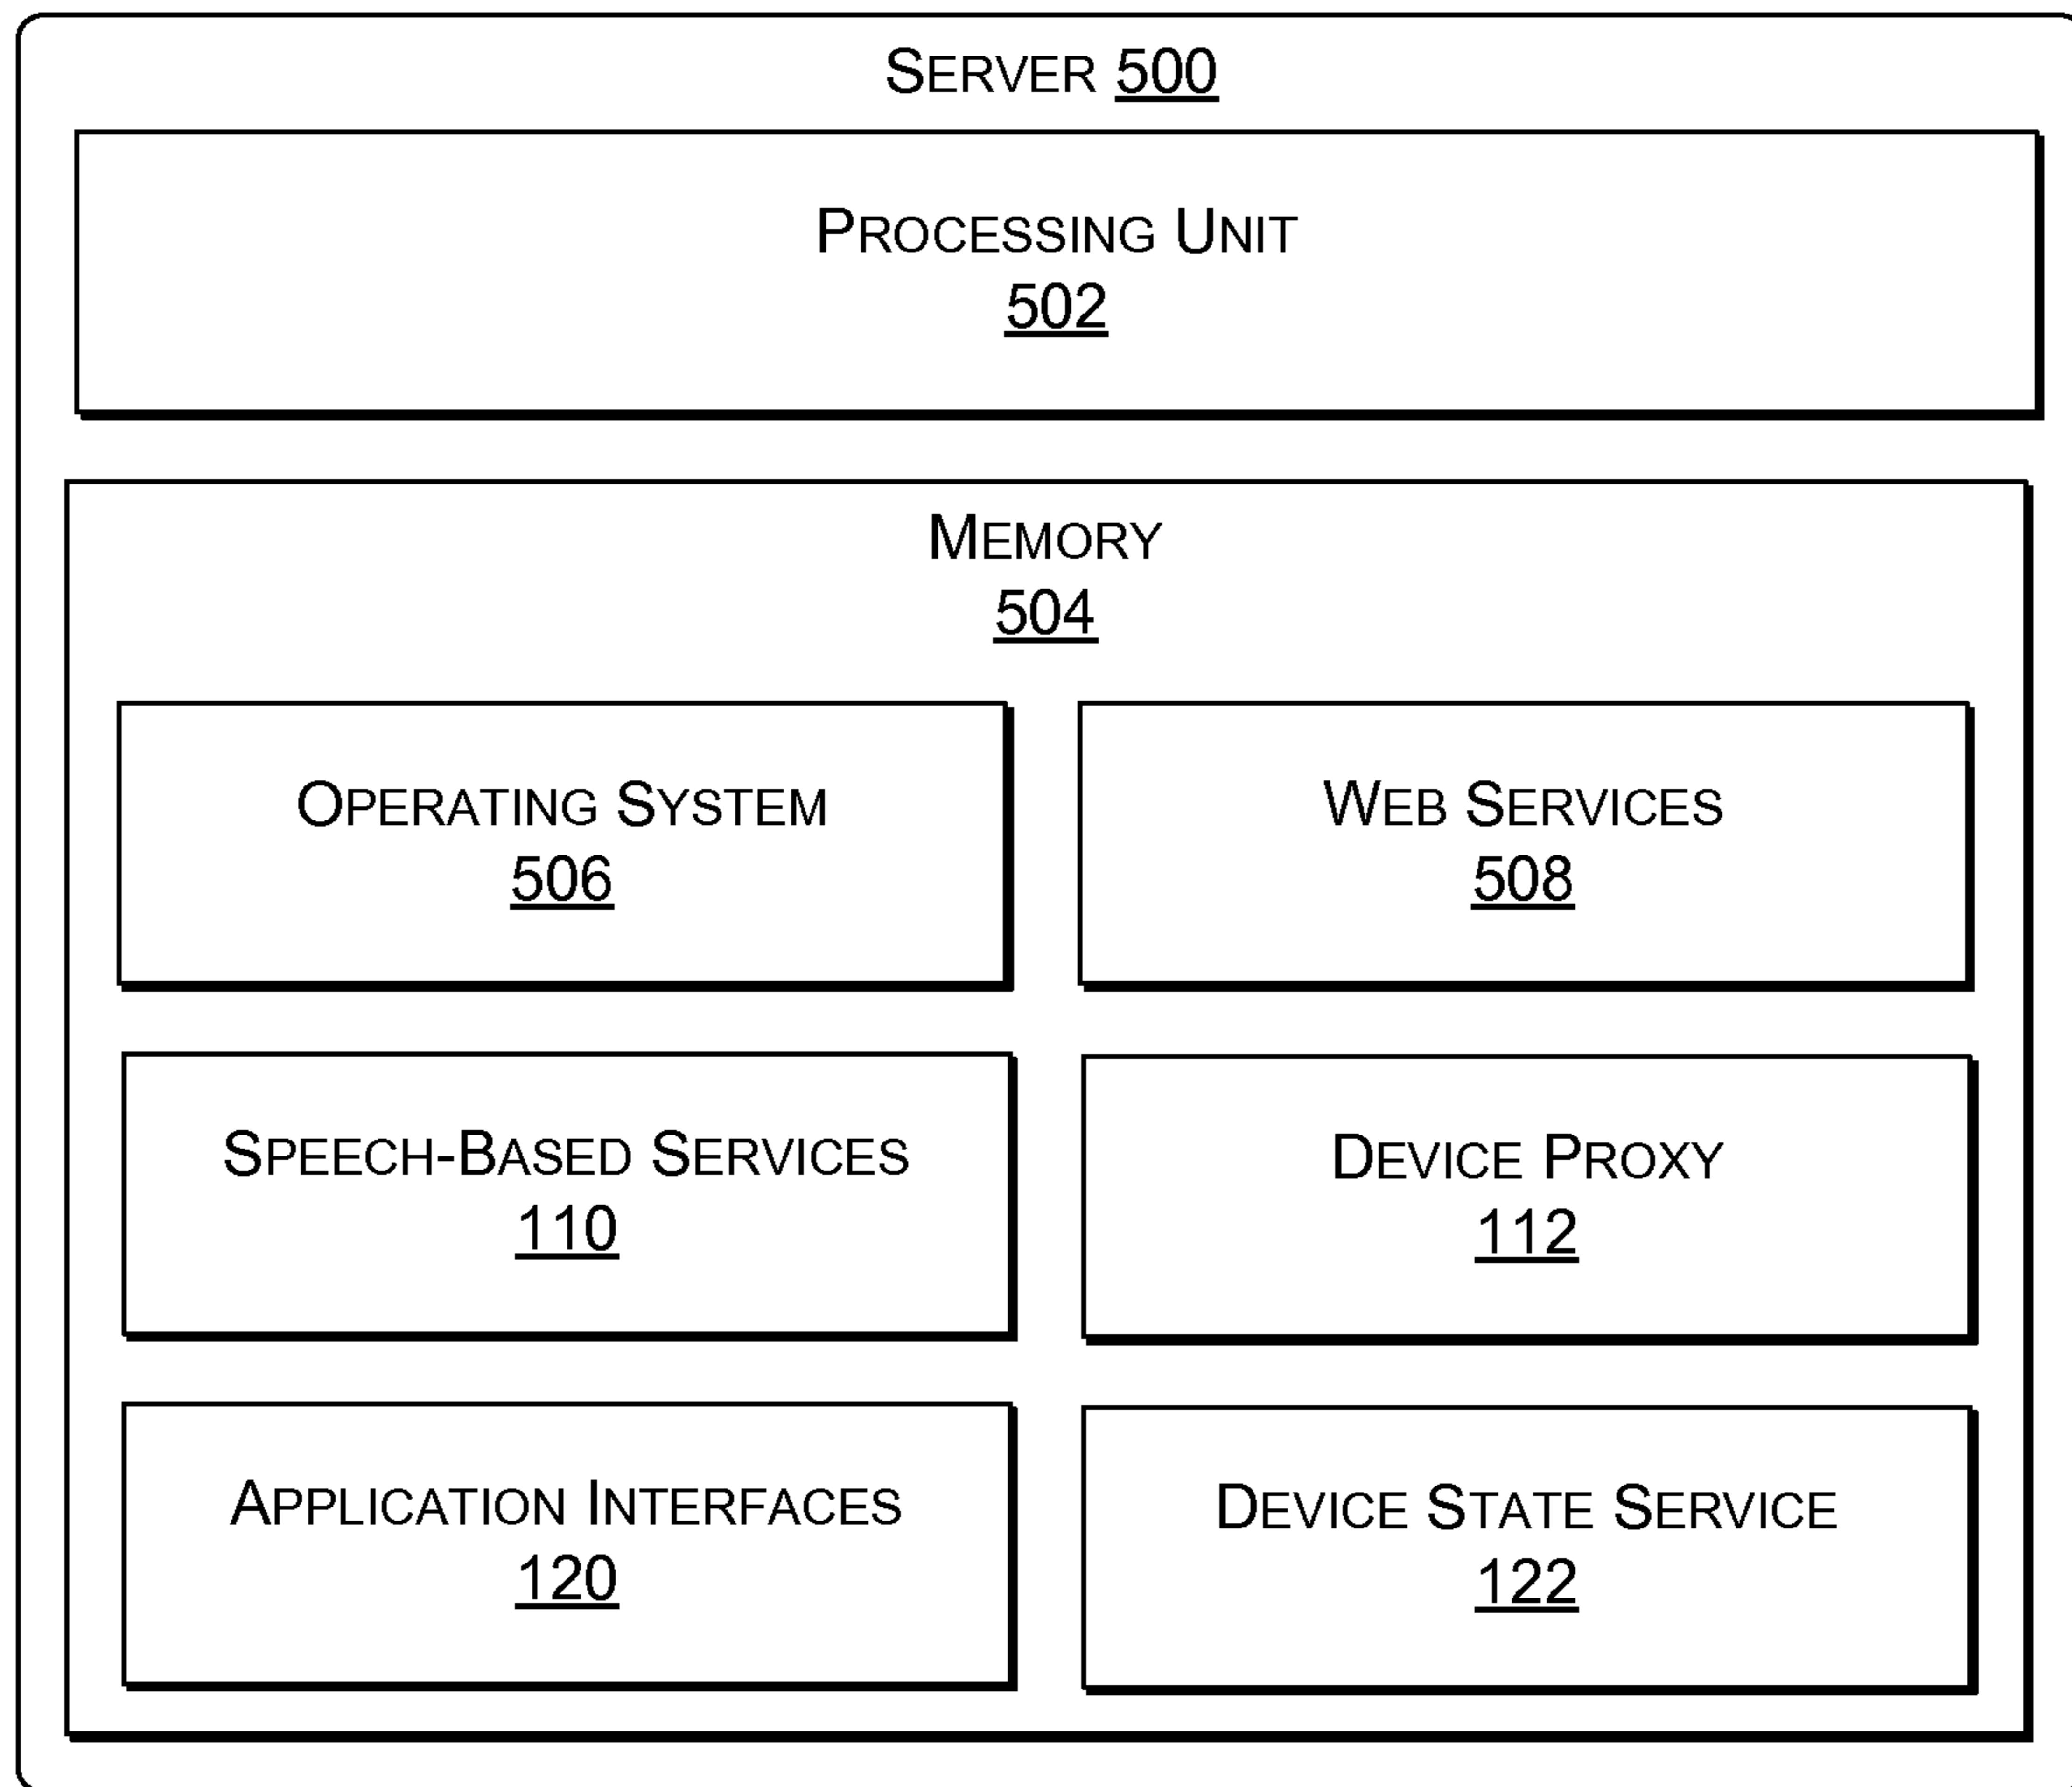 SERVER 500
PROCESSING UNIT
502
MEMORY
504
OPERATING SYSTEM
506
WEB SERVICES
508
SPEECH-BASED SERVICES
110
DEVICE PROXY
112
APPLICATION INTERFACES
120
DEVICE STATE SERVICE
122